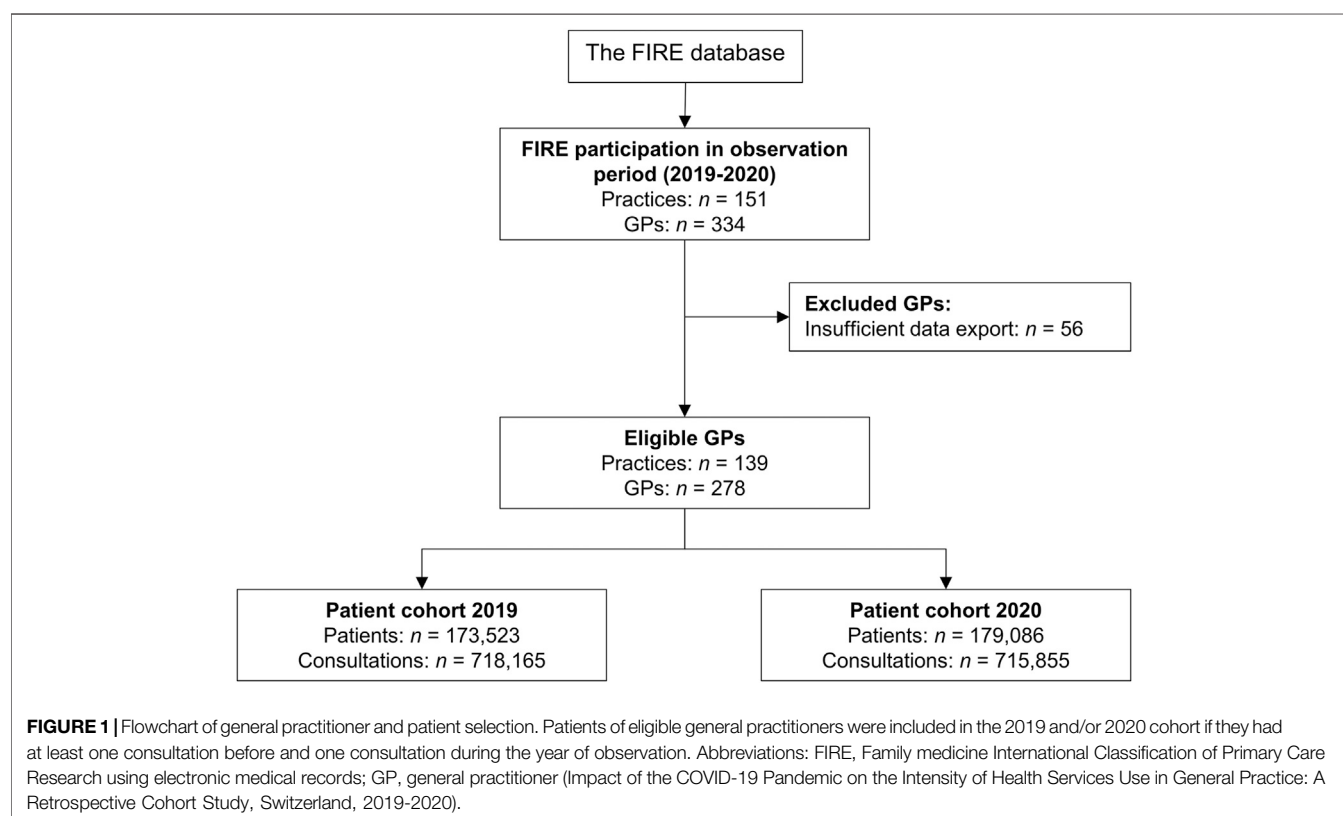 The FIRE database
FIRE participation in observation
period (2019-2020)
Practices: n = 151
GPs: n = 334
Excluded GPs:
Insufficient data export: n = 56
Eligible GPs
Practices: n = 139
GPs: n = 278
Patient cohort 2019
Patients: n = 173,523
Consultations: n = 718,165
Patient cohort 2020
Patients: n = 179,086
Consultations: n = 715,855
FIGURE 1 | Flowchart of general practitioner and patient selection. Patients of eligible general practitioners were included in the 2019 and/or 2020 cohort if they had
at least one consultation before and one consultation during the year of observation. Abbreviations: FIRE, Family medicine International Classification of Primary Care
Research using electronic medical records; GP, general practitioner (Impact of the COVID-19 Pandemic on the Intensity of Health Services Use in General Practice: A
Retrospective Cohort Study, Switzerland, 2019-2020).